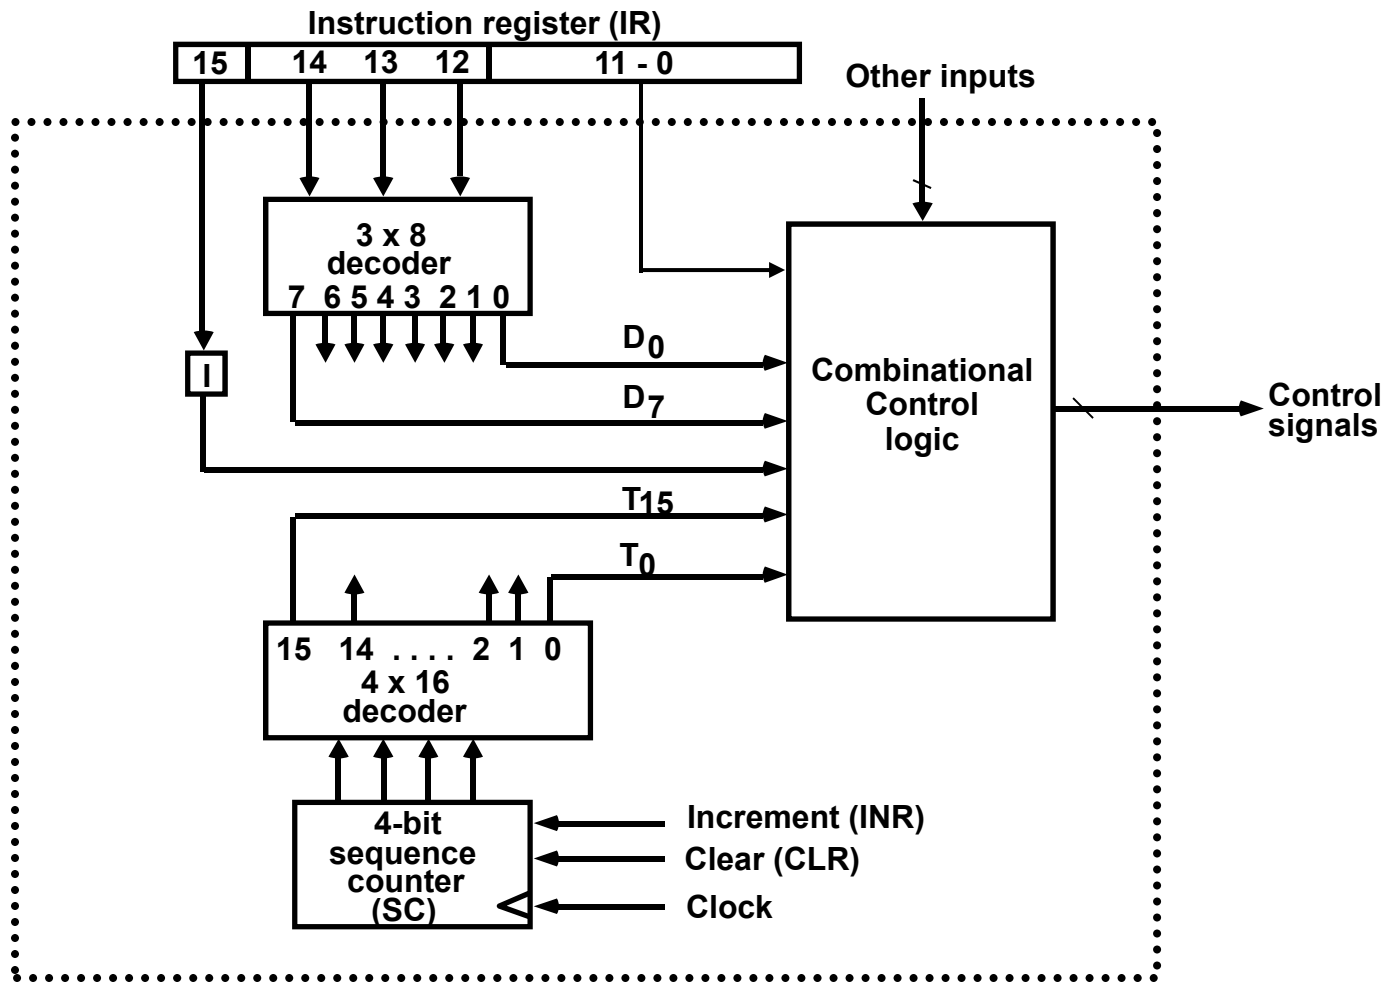 Instruction register (IR)
15 14 13 12 11 - 0
Other inputs
3 x 8
decoder
7 6 5 4 3 2 1 0
D0
I
Combinational
Control
logic
Control
signals
D7
T15
T0
15 14 . . . . 2 1 0
4 x 16
decoder
4-bit
sequence
counter
(SC)
Increment (INR)
Clear (CLR)
Clock